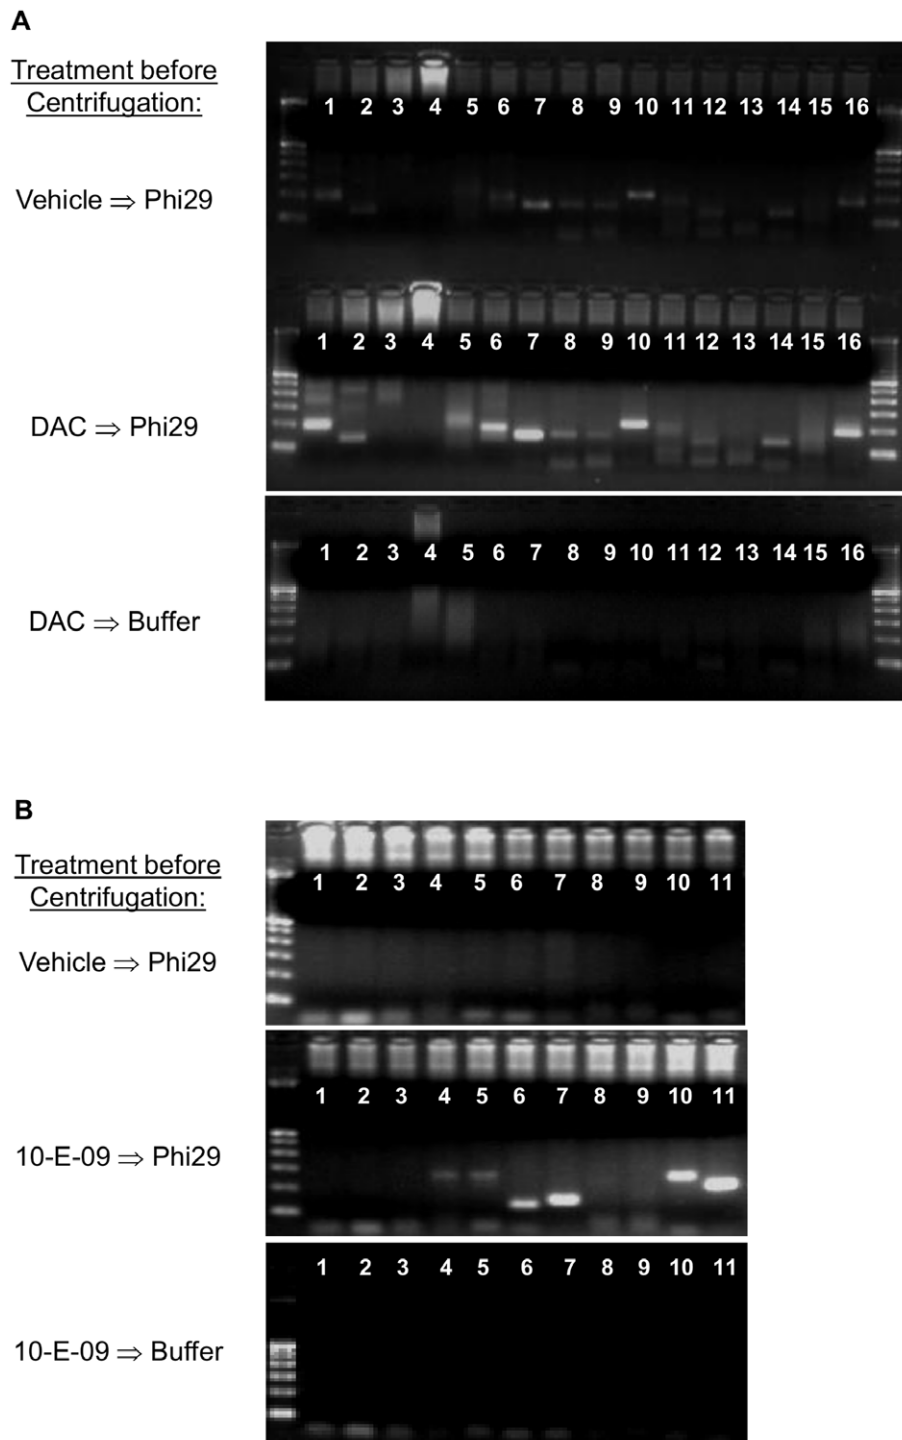 A
Treatment before
Centrifugation:
1 2 3 4 5 6 7 8 9 10 11 12 13 14 15 16
Vehicle ⇒ Phi29
1 2 3 4 5 6 7 8 9 10 11 12 13 14 15 16
DAC ⇒ Phi29
1 2 3 4 5 6 7 8 9 10 11 12 13 14 15 16
DAC ⇒ Buffer
B
Treatment before
Centrifugation:
1 2 3 4 5 6 7 8 9 10 11
Vehicle ⇒ Phi29
1 2 3 4 5 6 7 8 9 10 11
10-E-09 ⇒ Phi29
1 2 3 4 5 6 7 8 9 10 11
10-E-09 ⇒ Buffer